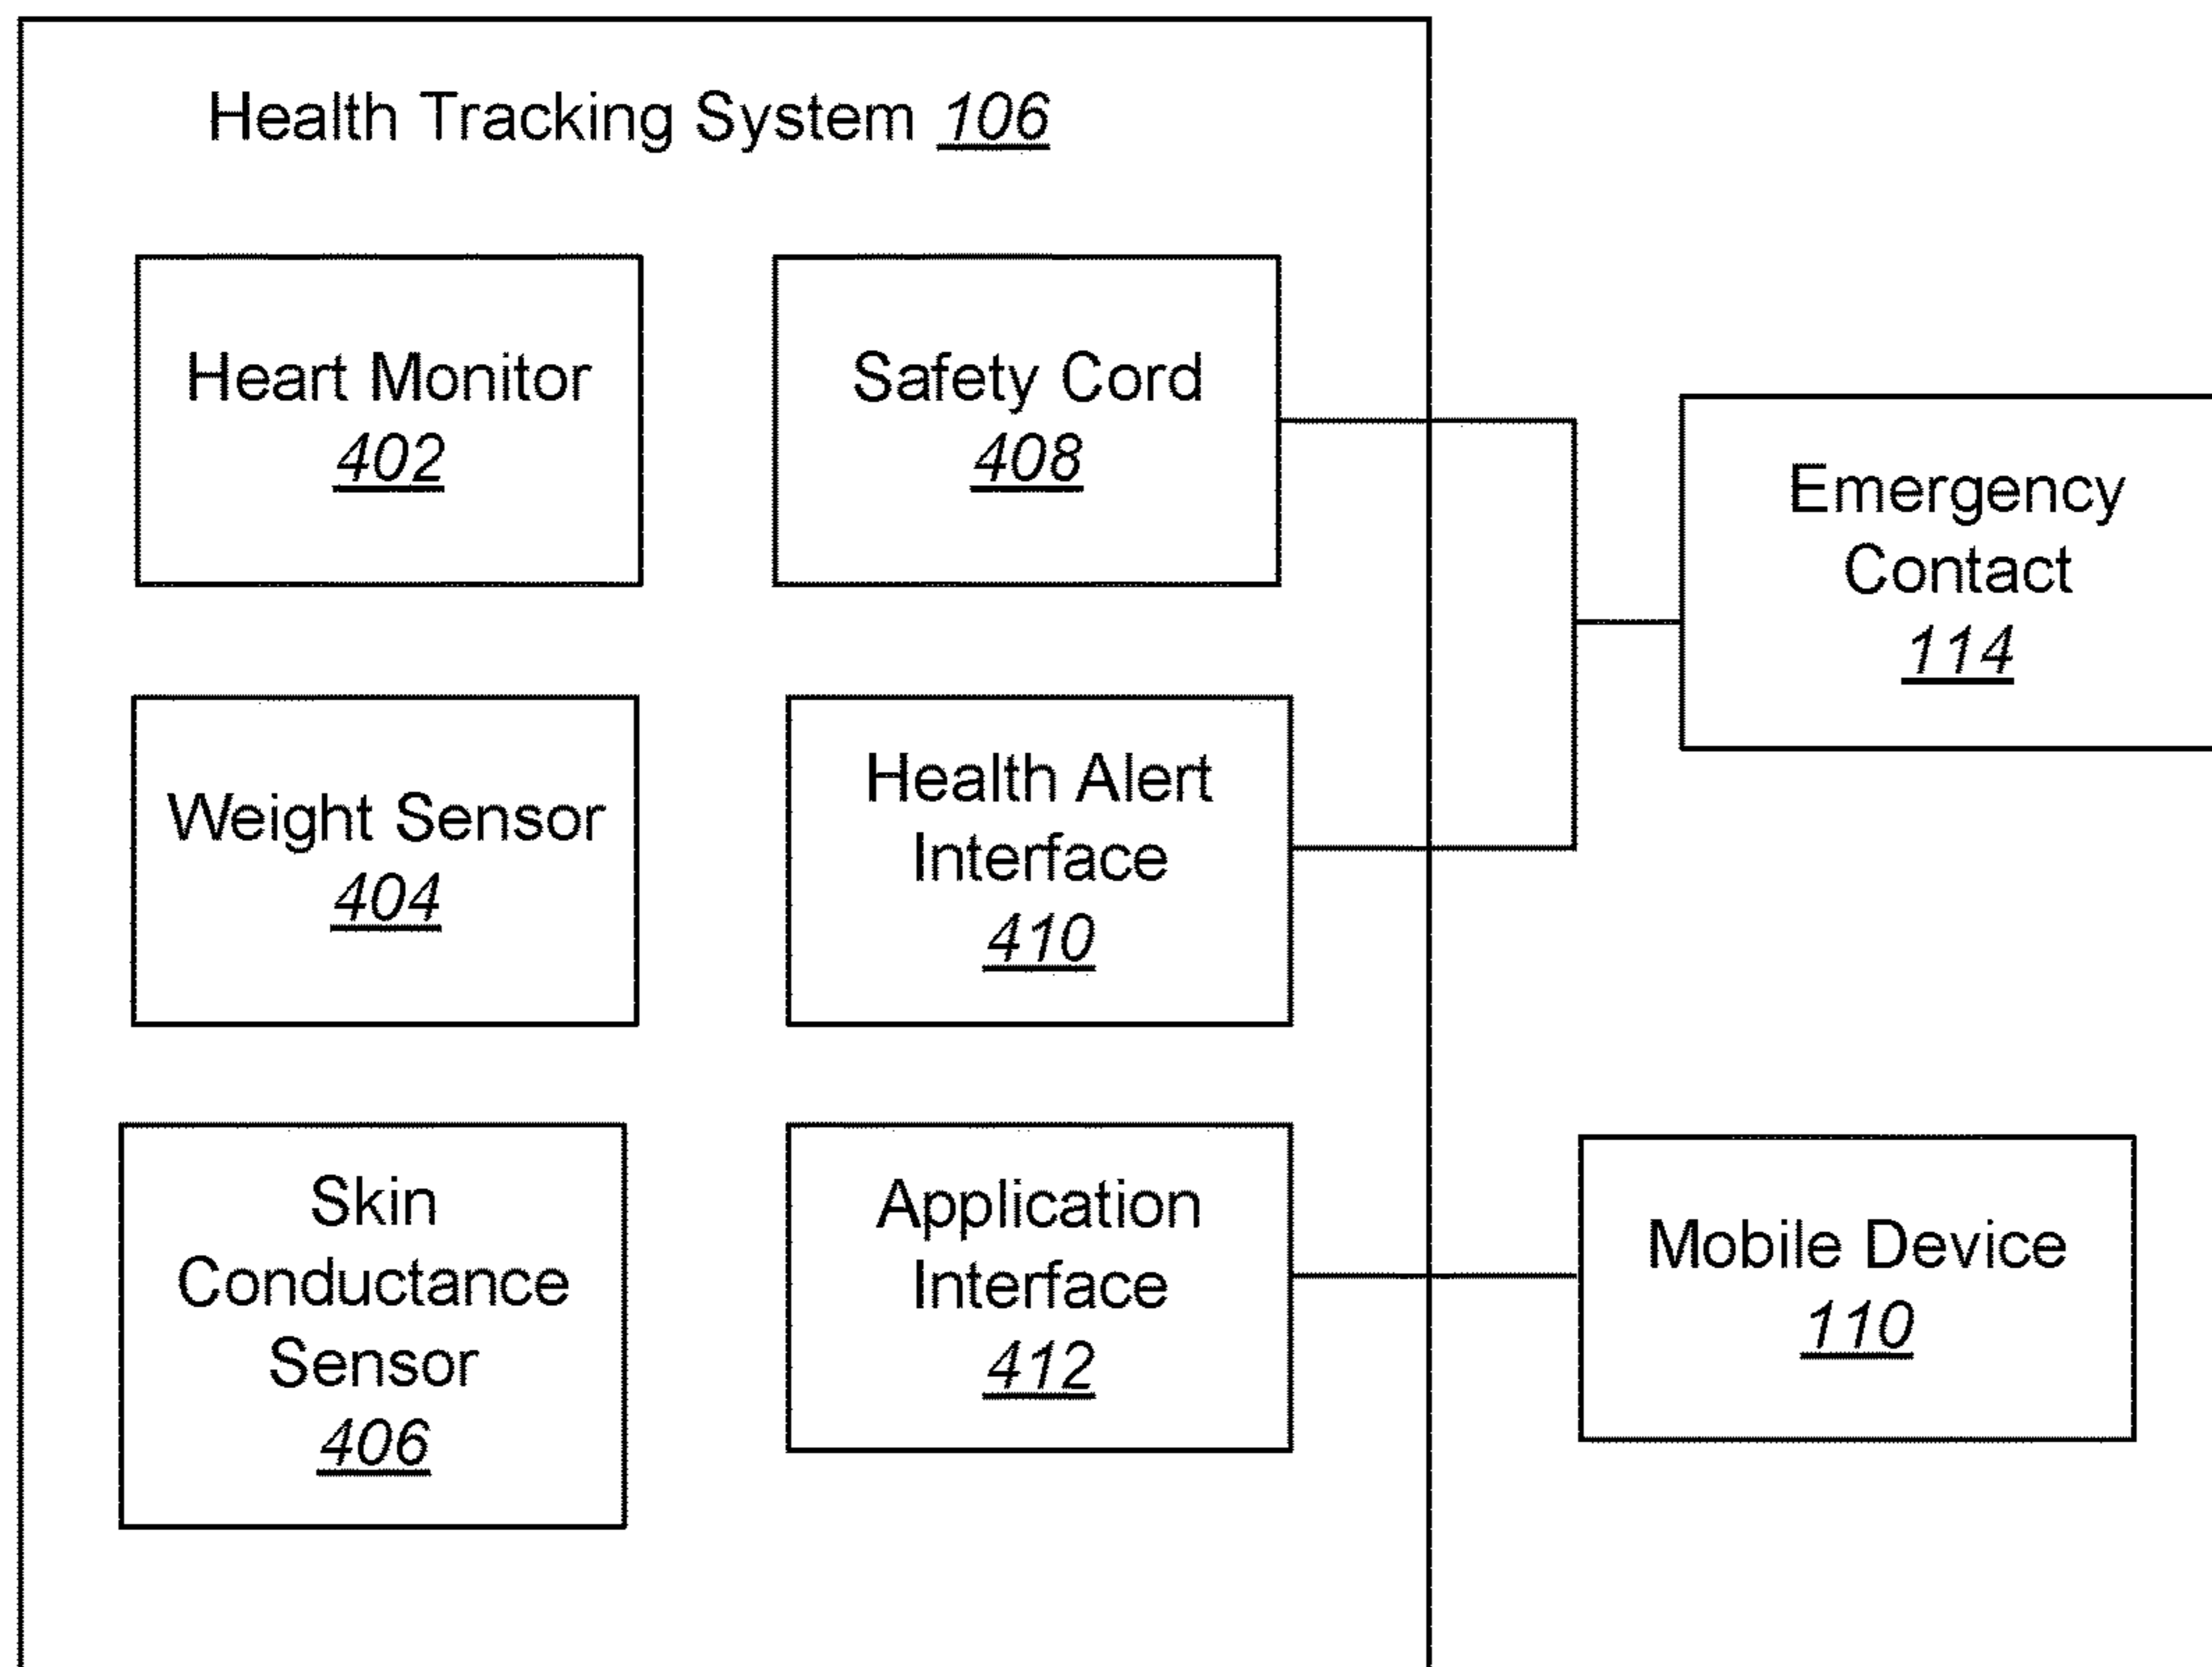 Health Tracking System 106
Heart Monitor
402
Safety Cord
408
Emergency
Contact
114
Weight Sensor
404
Health Alert
Interface
410
Skin
Conductance
Sensor
406
Application
Interface
412
Mobile Device
110